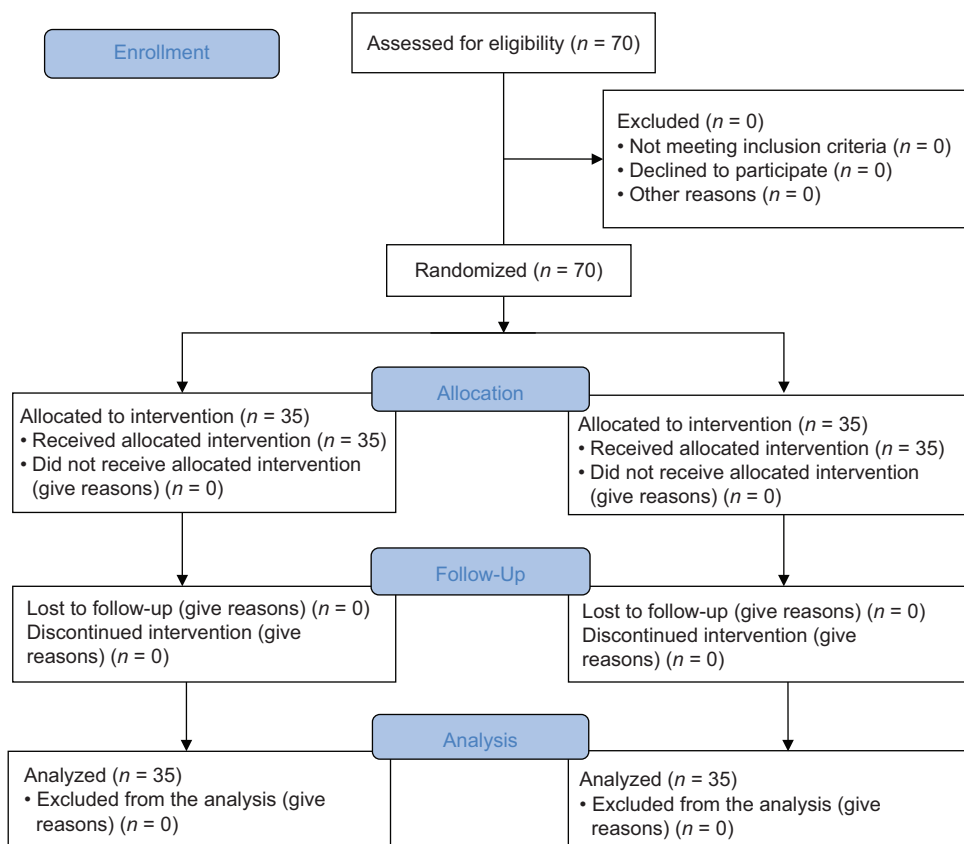 Enrollment
Assessed for eligibility (n = 70)
Excluded (n = 0)
• Not meeting inclusion criteria (n = 0)
• Declined to participate (n = 0)
• Other reasons (n = 0)
Randomized (n = 70)
Allocation
Allocated to intervention (n = 35)
• Received allocated intervention (n = 35)
• Did not receive allocated intervention
(give reasons) (n = 0)
Allocated to intervention (n = 35)
• Received allocated intervention (n = 35)
• Did not receive allocated intervention
(give reasons) (n = 0)
Follow-Up
Lost to follow-up (give reasons) (n = 0)
Discontinued intervention (give
reasons) (n = 0)
Lost to follow-up (give reasons) (n = 0)
Discontinued intervention (give
reasons) (n = 0)
Analysis
Analyzed (n = 35)
• Excluded from the analysis (give
reasons) (n = 0)
Analyzed (n = 35)
• Excluded from the analysis (give
reasons) (n = 0)